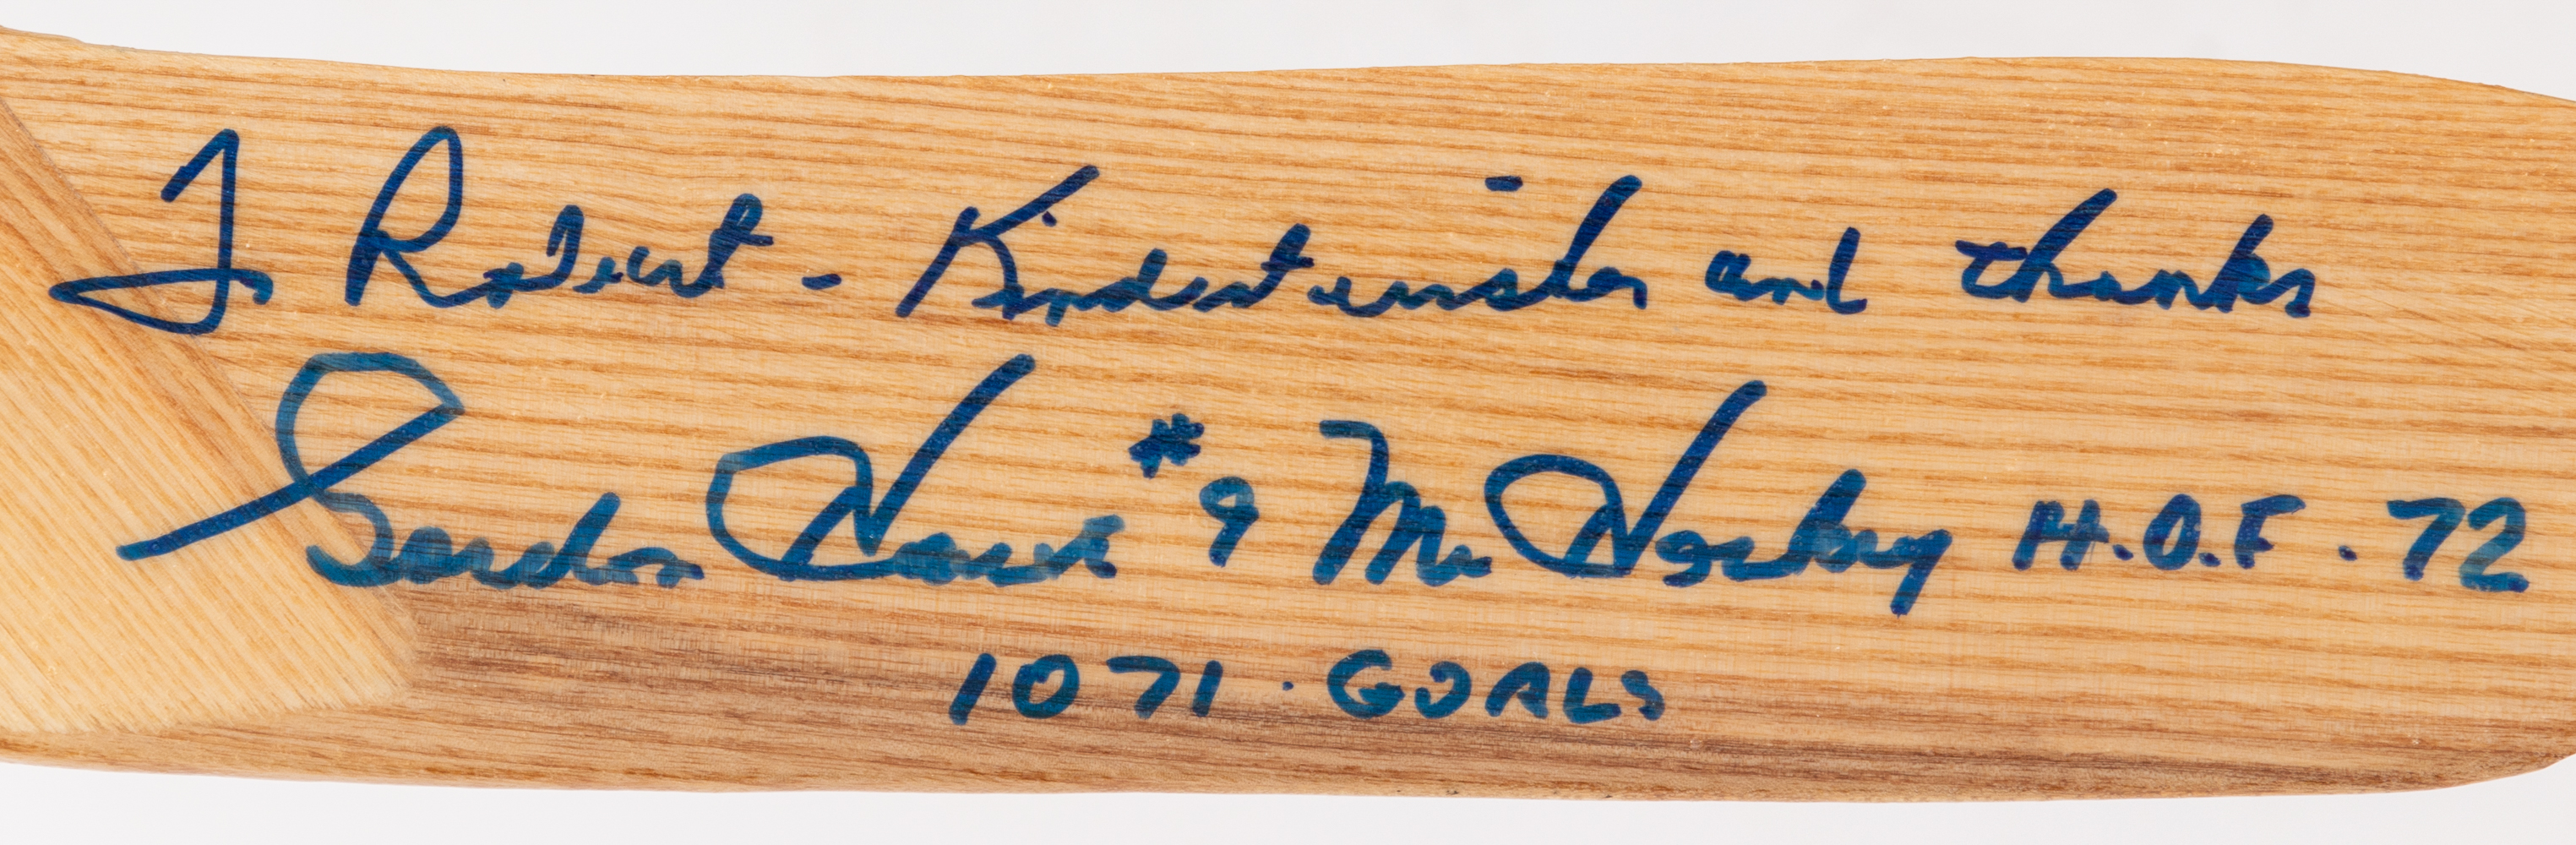 To Robert - Kindest wishes and thanks
Gordon Howe #9 Mr Hockey H.O.F. 72
1071 · GOALS